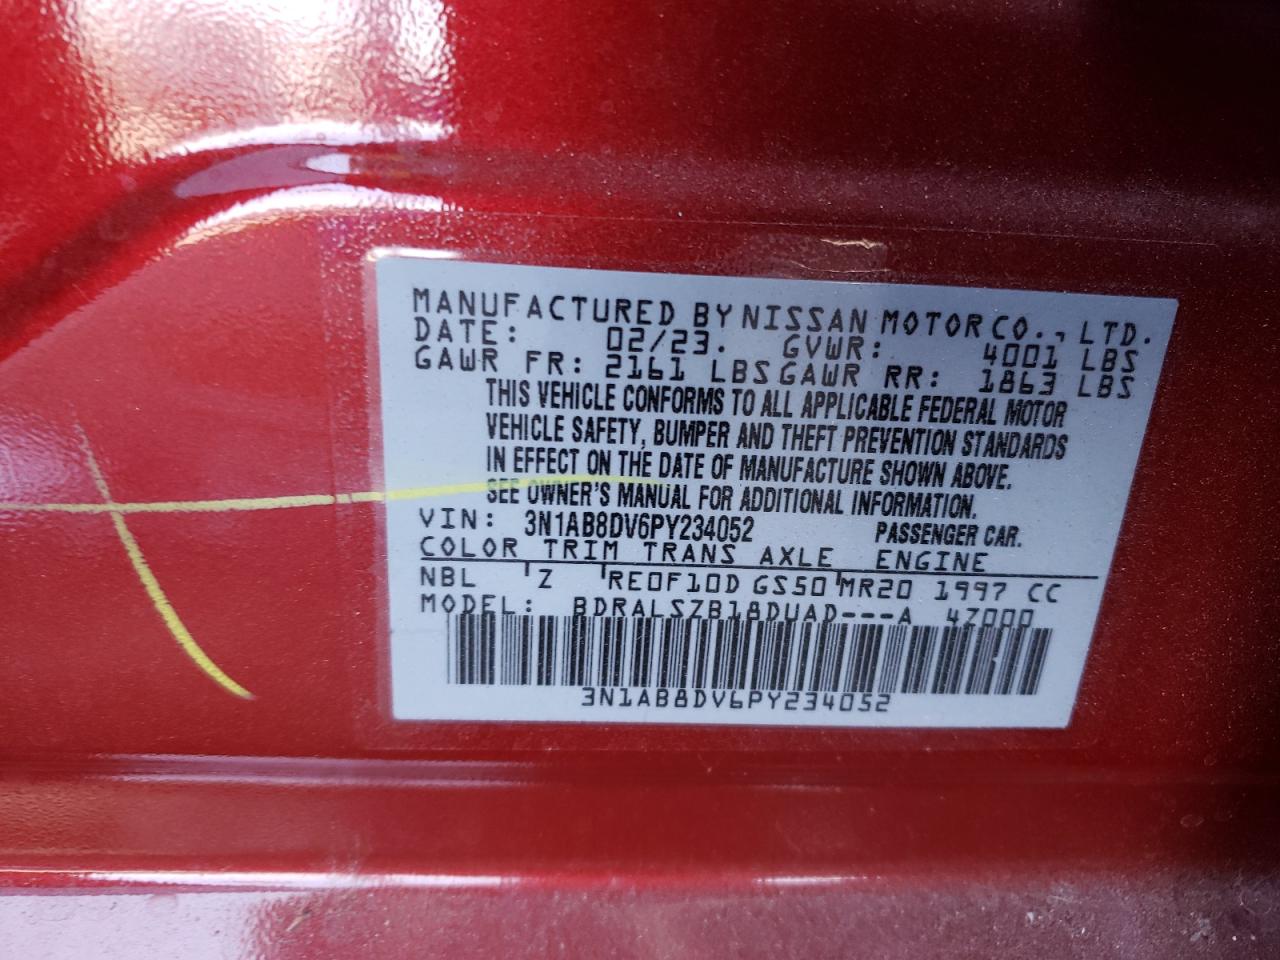 MANUFACTURED BY NISSAN MOTOR CO., LTD.
DATE: 02/23. GVWR: 4001 LBS
GAWR FR: 2161 LBS GAWR RR: 1863 LBS
THIS VEHICLE CONFORMS TO ALL APPLICABLE FEDERAL MOTOR
VEHICLE SAFETY, BUMPER AND THEFT PREVENTION STANDARDS
IN EFFECT ON THE DATE OF MANUFACTURE SHOWN ABOVE.
SEE OWNER'S MANUAL FOR ADDITIONAL INFORMATION.
VIN: 3N1AB8DV6PY234052 PASSENGER CAR.
COLOR TRIM TRANS AXLE ENGINE
NBL Z RE0F10D GS50 MR20 1997 CC
MODEL: BDRALSZB18DUAD---A 4Z000
3N1AB8DV6PY234052